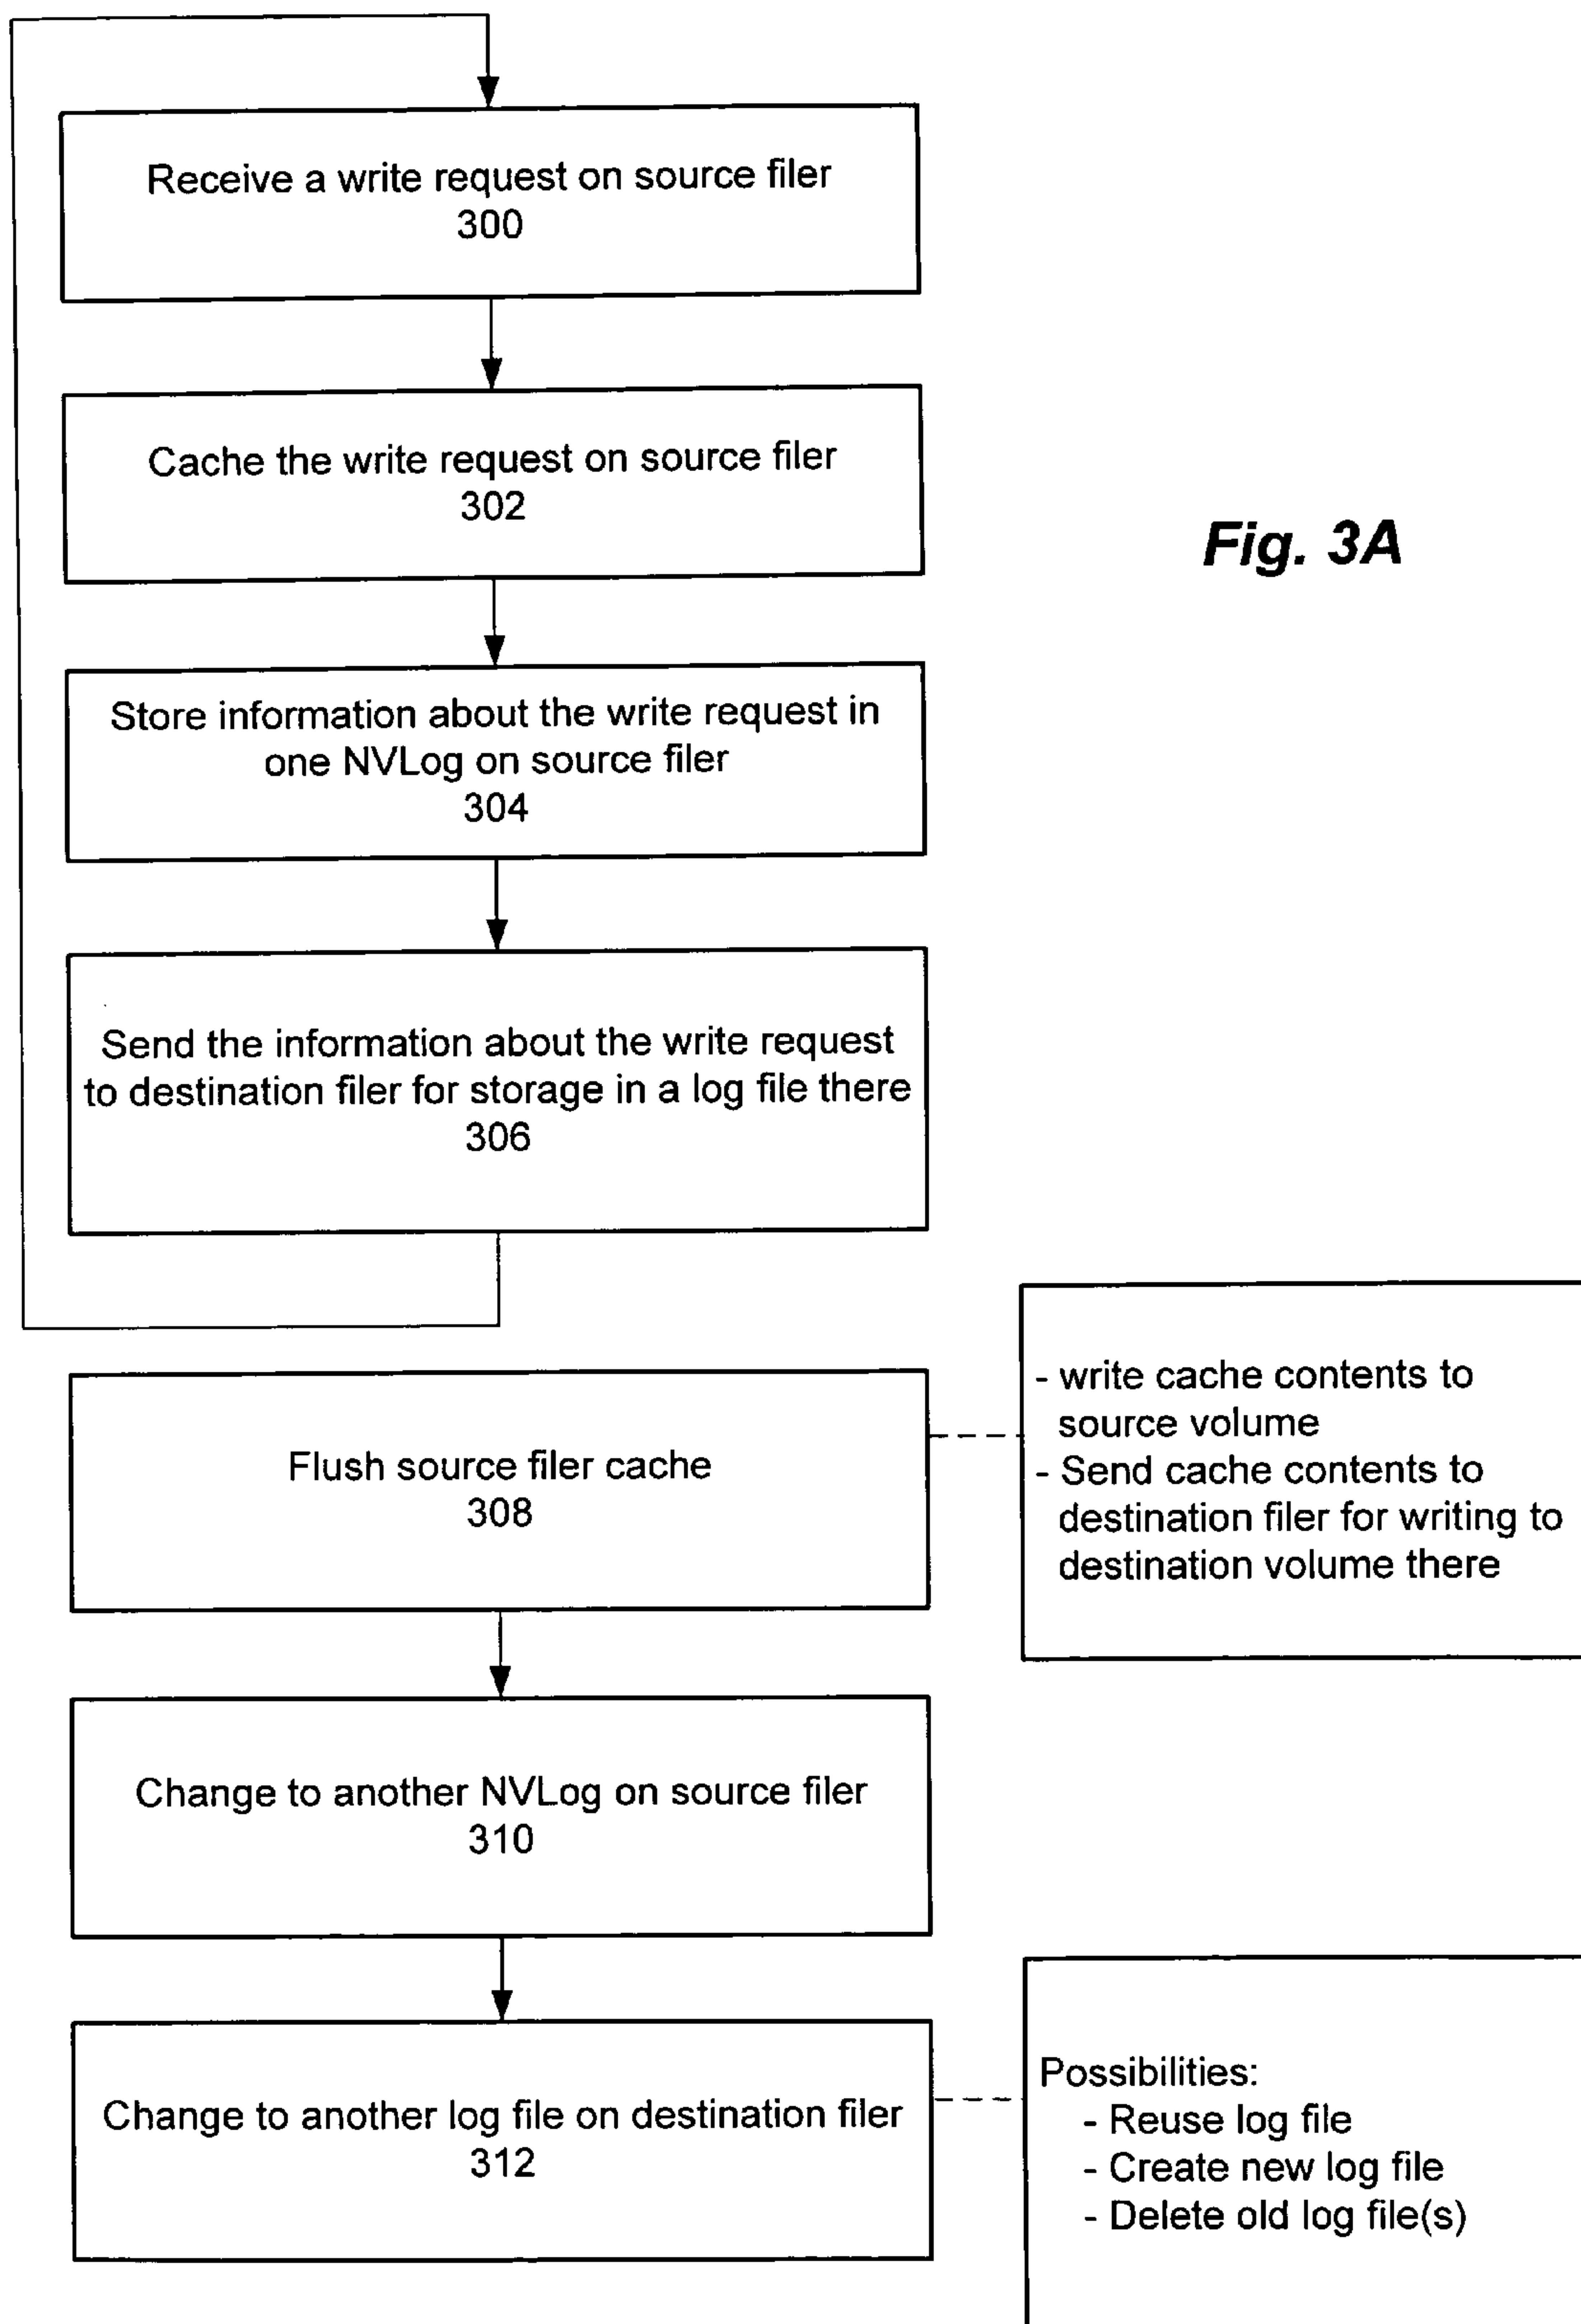 Receive a write request on source filer
300
Cache the write request on source filer
302
Fig. 3A
Store information about the write request in
one NVLog on source filer
304
Send the information about the write request
to destination filer for storage in a log file there
306
Flush source filer cache
308
- write cache contents to
source volume
- Send cache contents to
destination filer for writing to
destination volume there
Change to another NVLog on source filer
310
Change to another log file on destination filer
312
Possibilities:
- Reuse log file
- Create new log file
- Delete old log file(s)